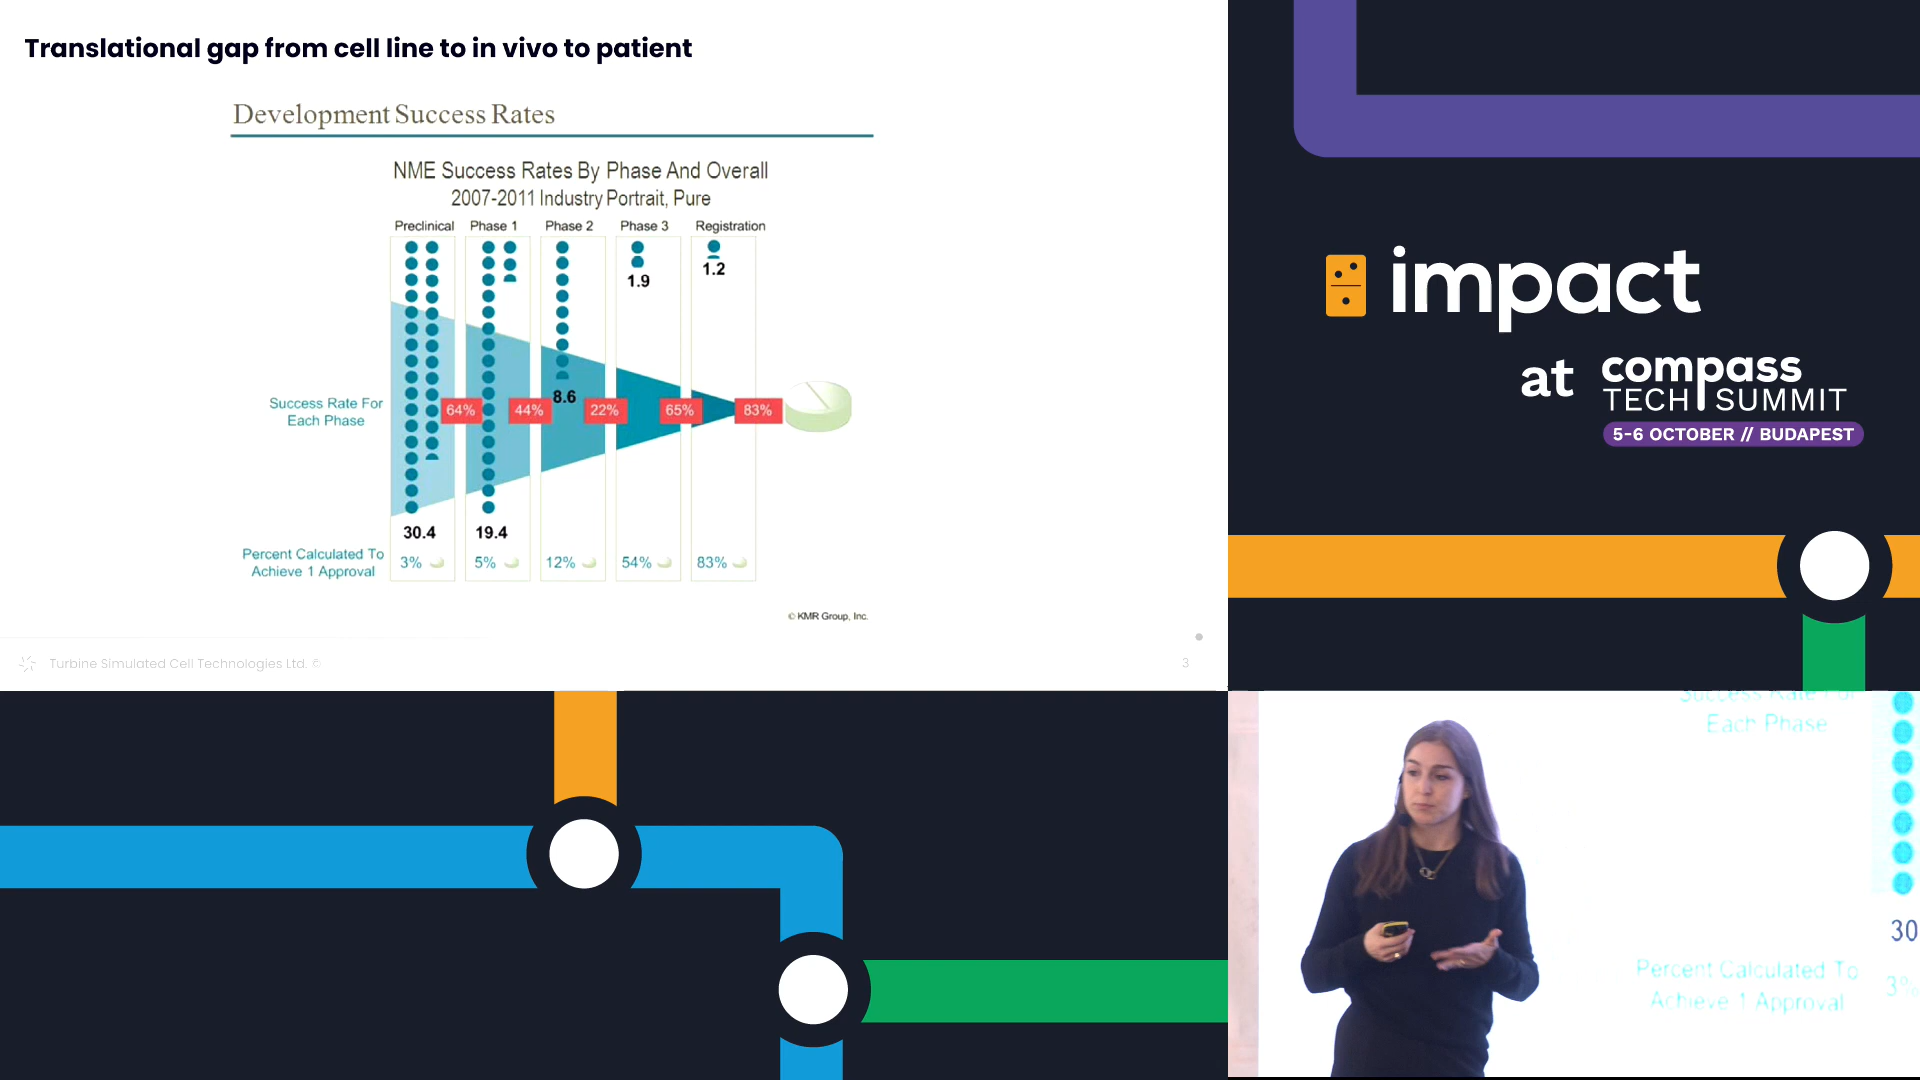 Translational gap from cell line to in vivo to patient
Development Success Rates
NME Success Rates By Phase And Overall
2007-2011 Industry Portrait, Pure
Preclinical Phase 1 Phase 2 Phase 3 Registration
1.9 1.2
8.6
Success Rate For
Each Phase
64% 44% 22% 65% 83%
30.4 19.4
Percent Calculated To
Achieve 1 Approval
3% 5% 12% 54% 83%
© KMR Group, Inc.
Turbine Simulated Cell Technologies Ltd. ©
3
impact
at compass
TECH SUMMIT
5-6 OCTOBER // BUDAPEST
Success Rate For
Each Phase
30
Percent Calculated To
Achieve 1 Approval
3%